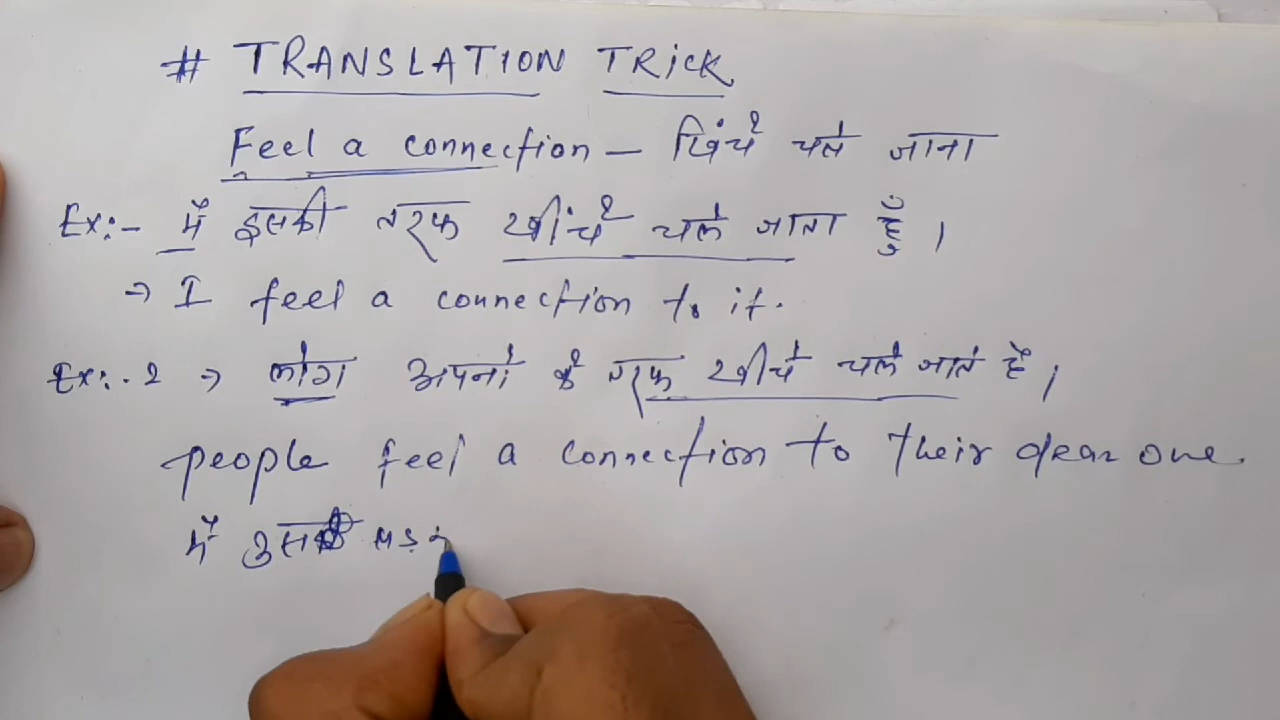 # TRANSLATION TRiCK
Feel a connection – खिंचे चले जाना
Ex:- मैं इसकी तरफ खींचे चले जाता हूँ।
→ I feel a connection to it.
Ex:. 2 → लोग अपनों के तरफ खींचे चले जाते हैं।
people feel a connection to their dear one.
मैं